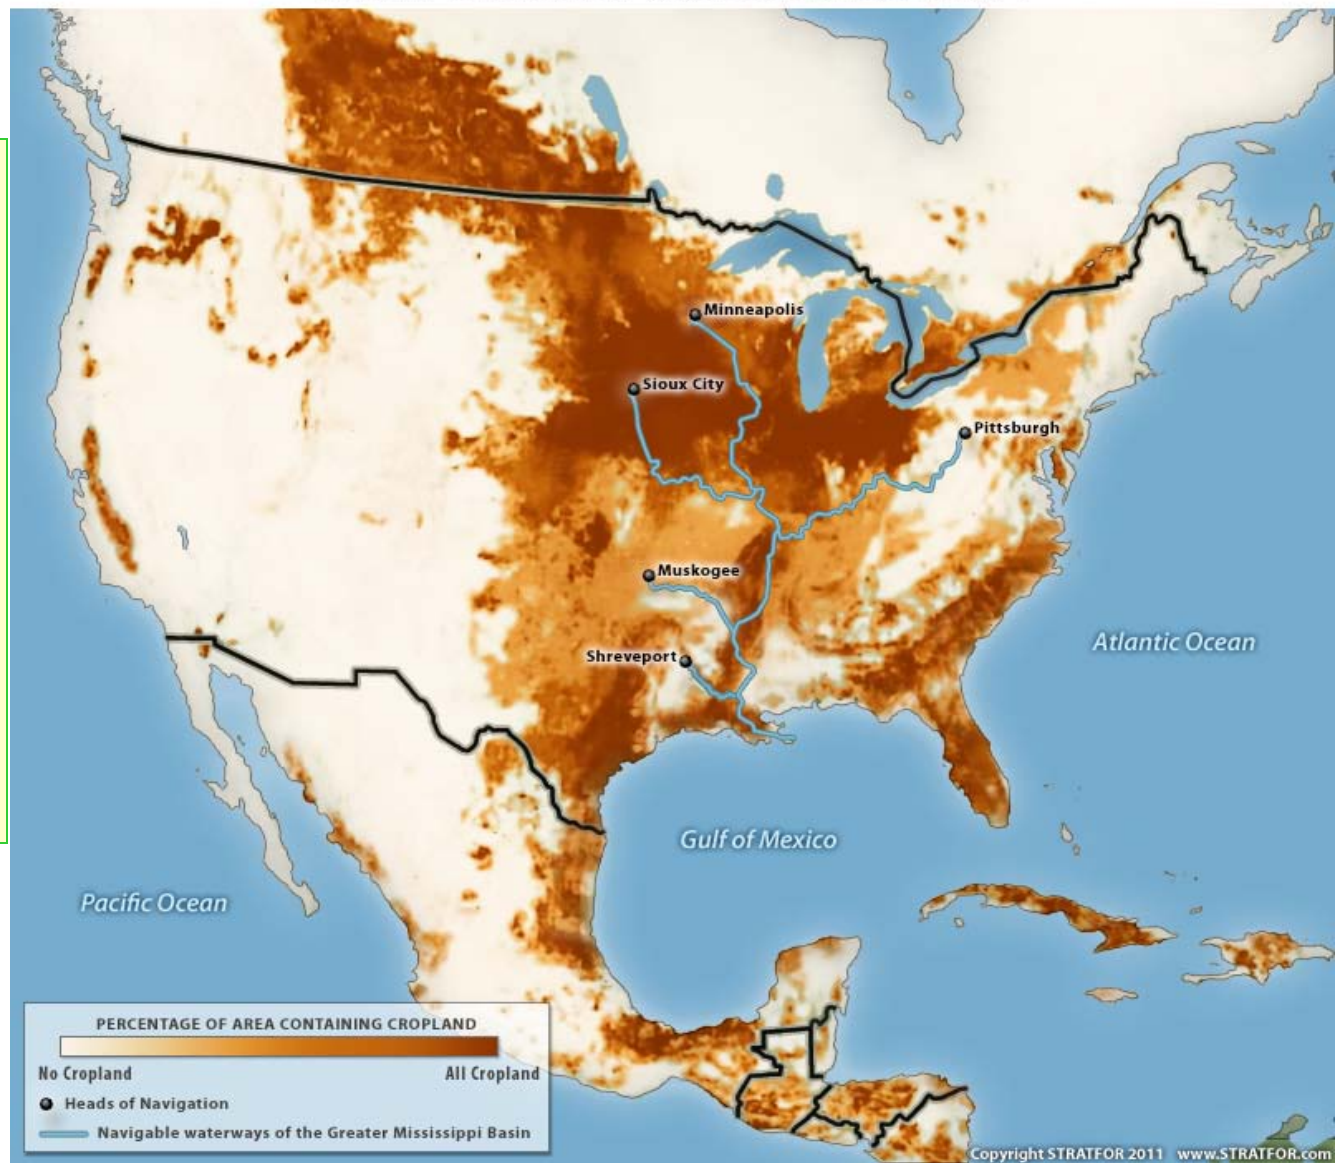 Minneapolis
Sioux City
Pittsburgh
Muskogee
Shreveport
Atlantic Ocean
Gulf of Mexico
Pacific Ocean
PERCENTAGE OF AREA CONTAINING CROPLAND
No Cropland All Cropland
Heads of Navigation
Navigable waterways of the Greater Mississippi Basin
Copyright STRATFOR 2011 www.STRATFOR.com